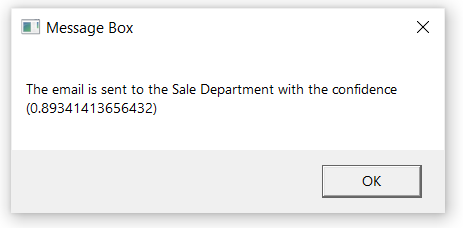 Message Box
The email is sent to the Sale Department with the confidence
(0.89341413656432)
OK